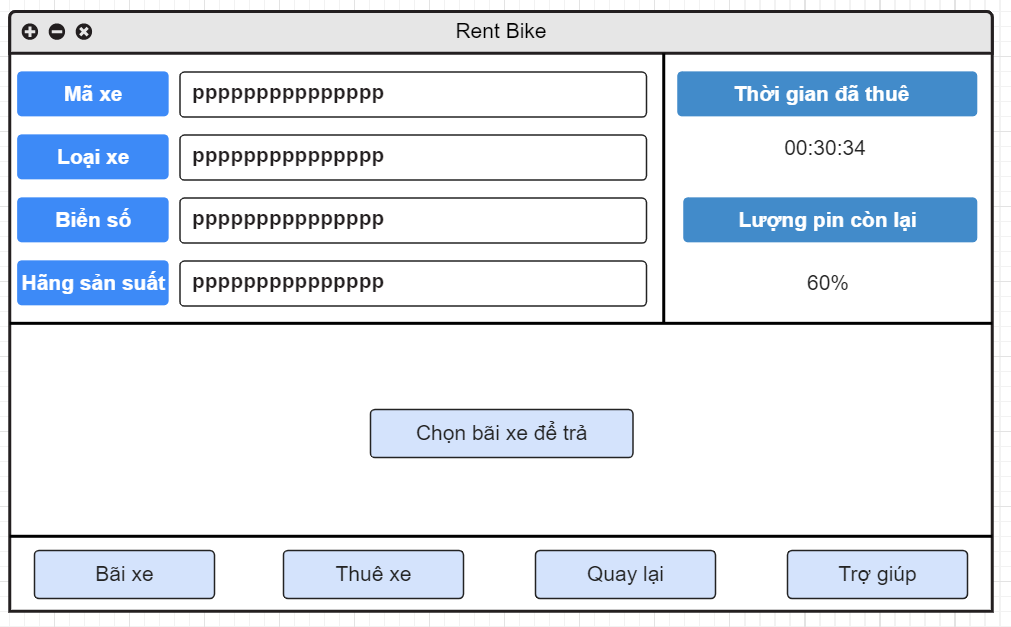 Rent Bike
Mã xe
ppppppppppppppp
Loại xe
ppppppppppppppp
Biển số
ppppppppppppppp
Hãng sản suất
ppppppppppppppp
Thời gian đã thuê
00:30:34
Lượng pin còn lại
60%
Chọn bãi xe để trả
Bãi xe
Thuê xe
Quay lại
Trợ giúp